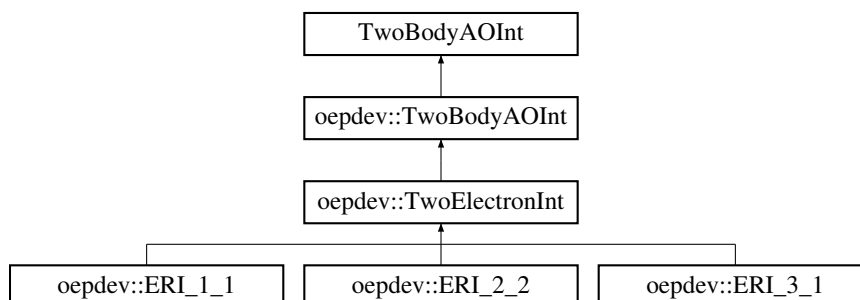 TwoBodyAOInt
oepdev::TwoBodyAOInt
oepdev::TwoElectronInt
oepdev::ERI_1_1 oepdev::ERI_2_2 oepdev::ERI_3_1